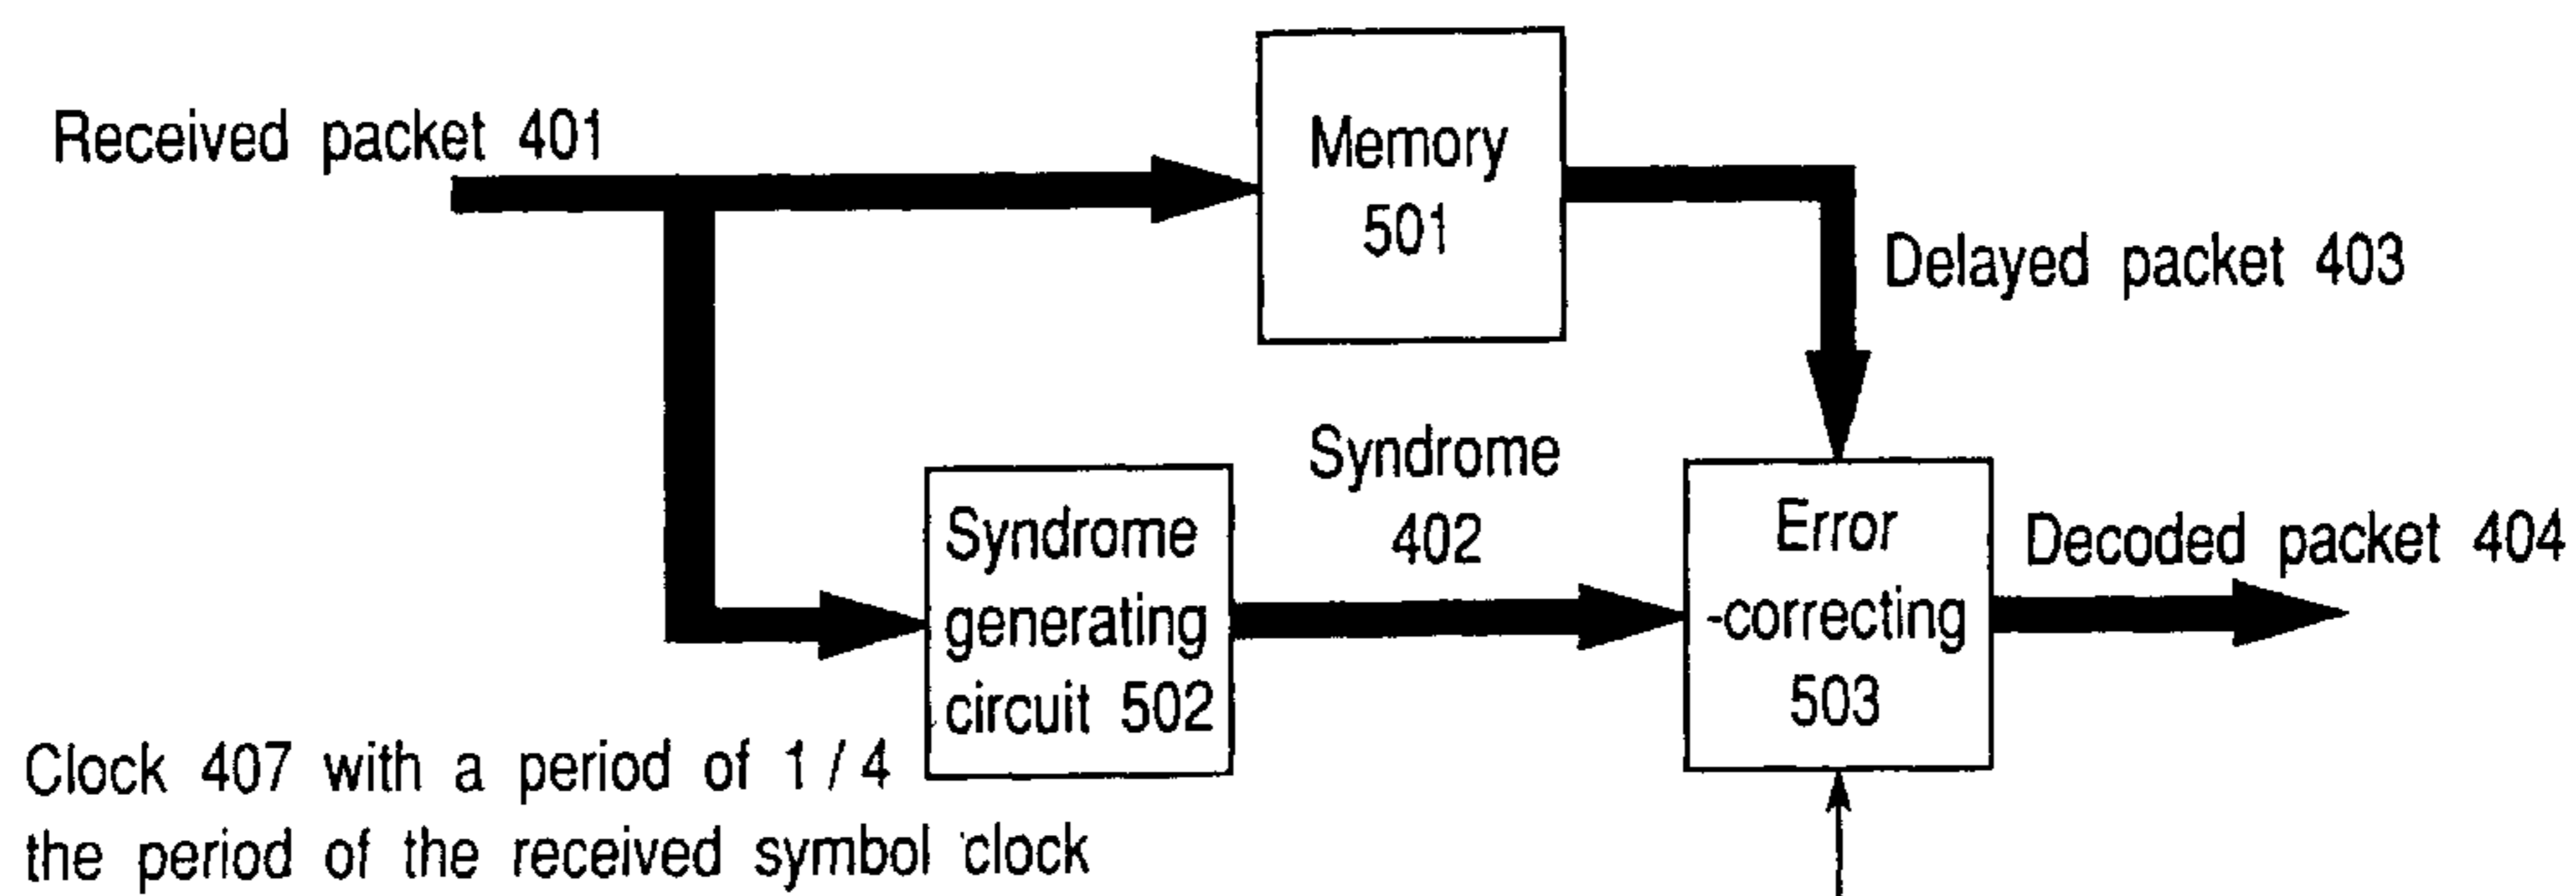 Received packet 401
Memory
501
Delayed packet 403
Syndrome
402
Syndrome
generating
circuit 502
Error
-correcting
503
Decoded packet 404
Clock 407 with a period of 1/4
the period of the received symbol clock